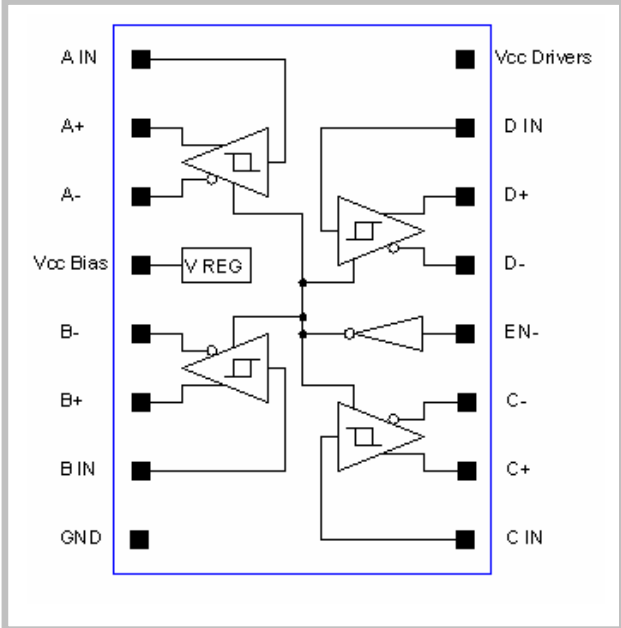 A IN
Vcc Drivers
A+
D IN
A-
D+
Vcc Bias
V REG
D-
B-
EN-
B+
C-
B IN
C+
GND
C IN